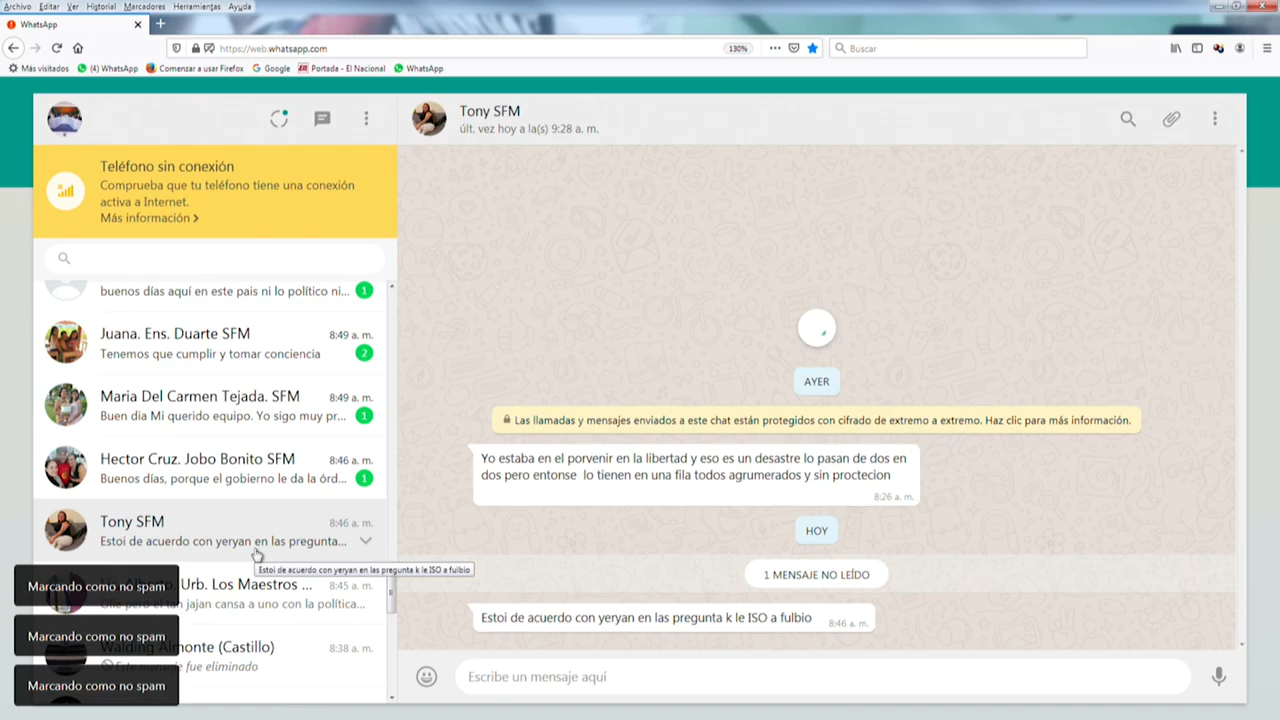 Archivo Editar Ver Historial Marcadores Herramientas Ayuda
WhatsApp
https://web.whatsapp.com
130%
Buscar
Más visitados
(4) WhatsApp
Comenzar a usar Firefox
Google
Portada - El Nacional
WhatsApp
Teléfono sin conexión
Comprueba que tu teléfono tiene una conexión
activa a Internet.
Más información
buenos días aquí en este pais ni lo político ni...
1
Juana. Ens. Duarte SFM
8:49 a. m.
Tenemos que cumplir y tomar conciencia
2
Maria Del Carmen Tejada. SFM
8:46 a. m.
Buen dia Mi querido equipo. Yo sigo muy pr...
1
Hector Cruz. Jobo Bonito SFM
8:46 a. m.
Buenos días, porque el gobierno le da la órd...
1
Tony SFM
8:46 a. m.
Estoi de acuerdo con yeryan en las pregunta...
Estoi de acuerdo con yeryan en las pregunta k le ISO a fulbio
Urb. Los Maestros ...
8:45 a. m.
jajan cansa a uno con la política...
Walding Almonte (Castillo)
8:38 a. m.
Este mensaje fue eliminado
Marcando como no spam
Marcando como no spam
Marcando como no spam
Tony SFM
últ. vez hoy a la(s) 9:28 a. m.
AYER
Las llamadas y mensajes enviados a este chat están protegidos con cifrado de extremo a extremo. Haz clic para más información.
Yo estaba en el porvenir en la libertad y eso es un desastre lo pasan de dos en
dos pero entonse lo tienen en una fila todos agrumerados y sin proctecion
8:26 a. m.
HOY
1 MENSAJE NO LEÍDO
Estoi de acuerdo con yeryan en las pregunta k le ISO a fulbio
8:46 a. m.
Escribe un mensaje aquí